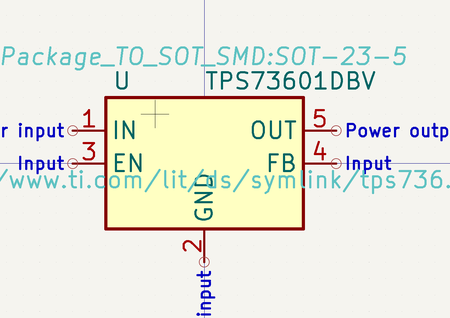 Package_TO_SOT_SMD:SOT-23-5
U TPS73601DBV
r input 1 IN OUT 5 Power outp
Input 3 EN FB 4 Input
/www.ti.com/lit/ds/symlink/tps736.
GND
2
input